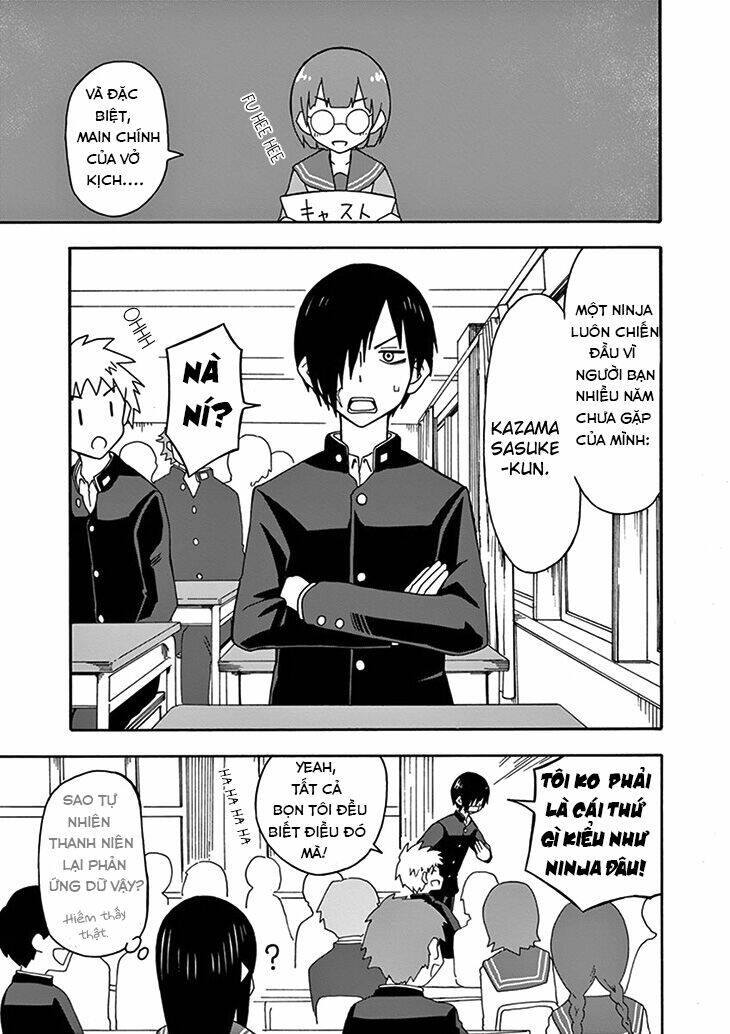 VÀ ĐẶC
BIỆT,
MAIN CHÍNH
CỦA VỞ
KỊCH....
FU HEE HEE
キャスト
MỘT NINJA
LUÔN CHIẾN
ĐẤU VÌ
NGƯỜI BẠN
NHIỀU NĂM
CHƯA GẶP
CỦA MÌNH:
KAZAMA
SASUKE
-KUN.
NÀ
NÍ?
OHHH
TÔI KO PHẢI
LÀ CÁI THỨ
GÌ KIỂU NHƯ
NINJA ĐÂU!
YEAH,
TẤT CẢ
BỌN TÔI ĐỀU
BIẾT ĐIỀU ĐÓ
MÀ!
HA HA HA HA
SAO TỰ
NHIÊN
THANH NIÊN
LẠI PHẢN
ỨNG DỮ VẬY?
Hiếm thấy
thật.
?